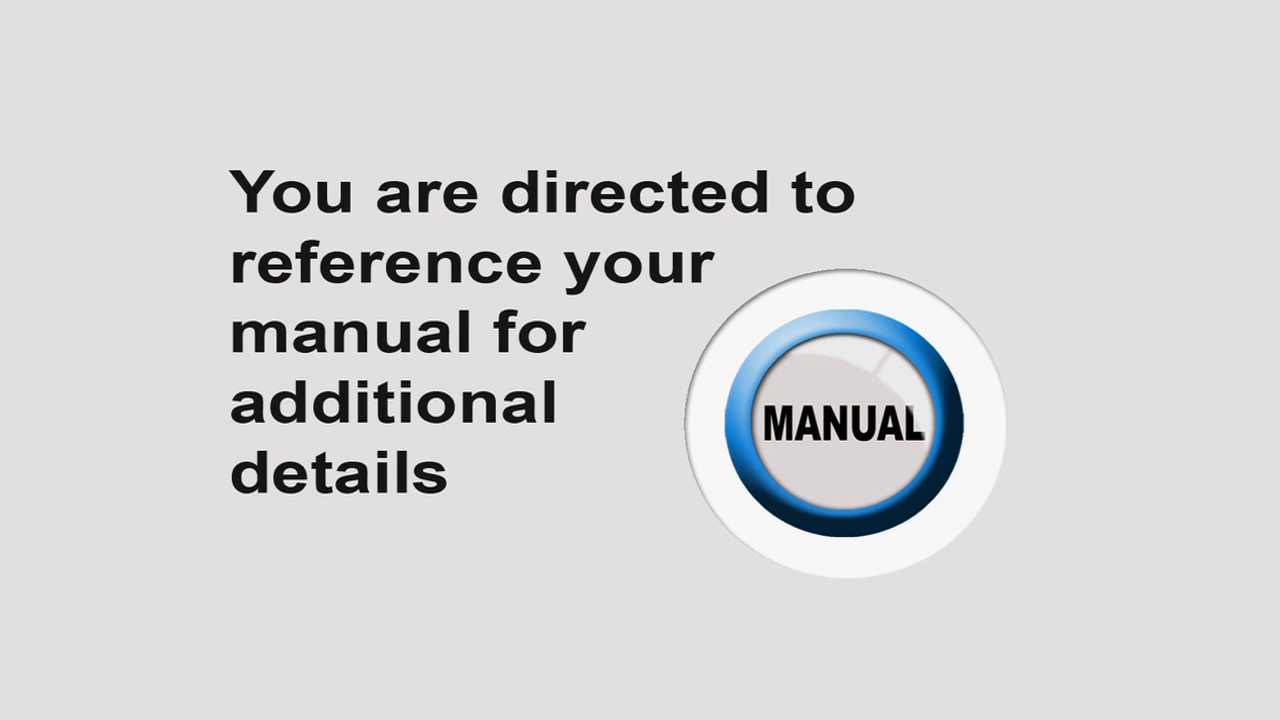 You are directed to
reference your
manual for
additional
details
MANUAL